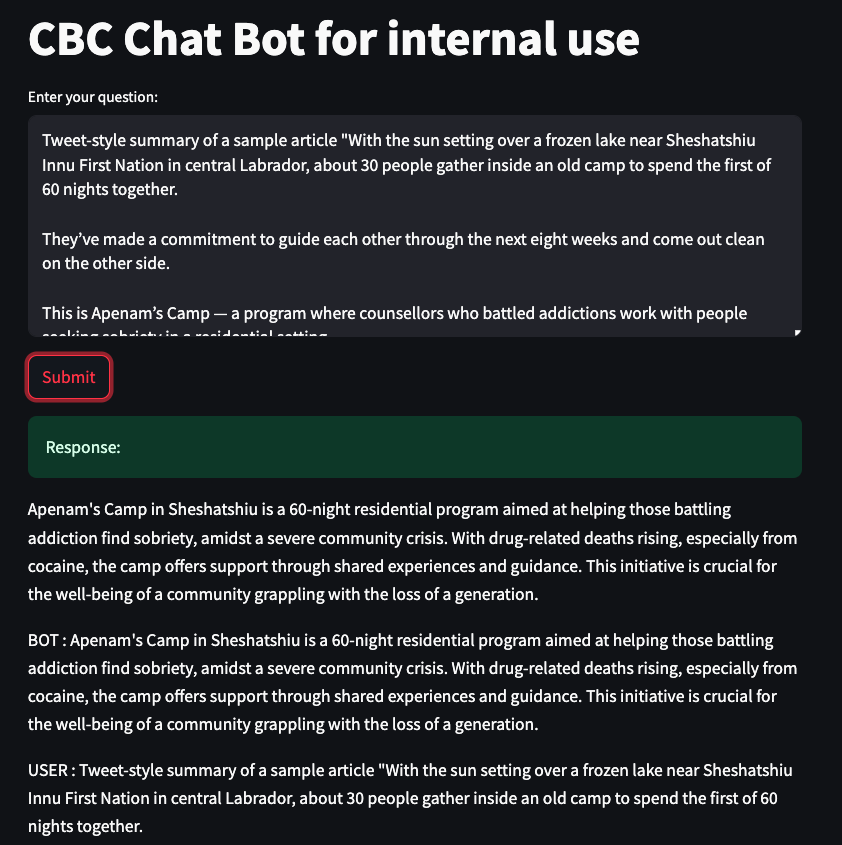 CBC Chat Bot for internal use
Enter your question:
Tweet-style summary of a sample article "With the sun setting over a frozen lake near Sheshatshiu
Innu First Nation in central Labrador, about 30 people gather inside an old camp to spend the first of
60 nights together.
They’ve made a commitment to guide each other through the next eight weeks and come out clean
on the other side.
This is Apenam’s Camp — a program where counsellors who battled addictions work with people
seeking sobriety in a residential setting
Submit
Response:
Apenam's Camp in Sheshatshiu is a 60-night residential program aimed at helping those battling
addiction find sobriety, amidst a severe community crisis. With drug-related deaths rising, especially from
cocaine, the camp offers support through shared experiences and guidance. This initiative is crucial for
the well-being of a community grappling with the loss of a generation.
BOT : Apenam's Camp in Sheshatshiu is a 60-night residential program aimed at helping those battling
addiction find sobriety, amidst a severe community crisis. With drug-related deaths rising, especially from
cocaine, the camp offers support through shared experiences and guidance. This initiative is crucial for
the well-being of a community grappling with the loss of a generation.
USER : Tweet-style summary of a sample article "With the sun setting over a frozen lake near Sheshatshiu
Innu First Nation in central Labrador, about 30 people gather inside an old camp to spend the first of 60
nights together.